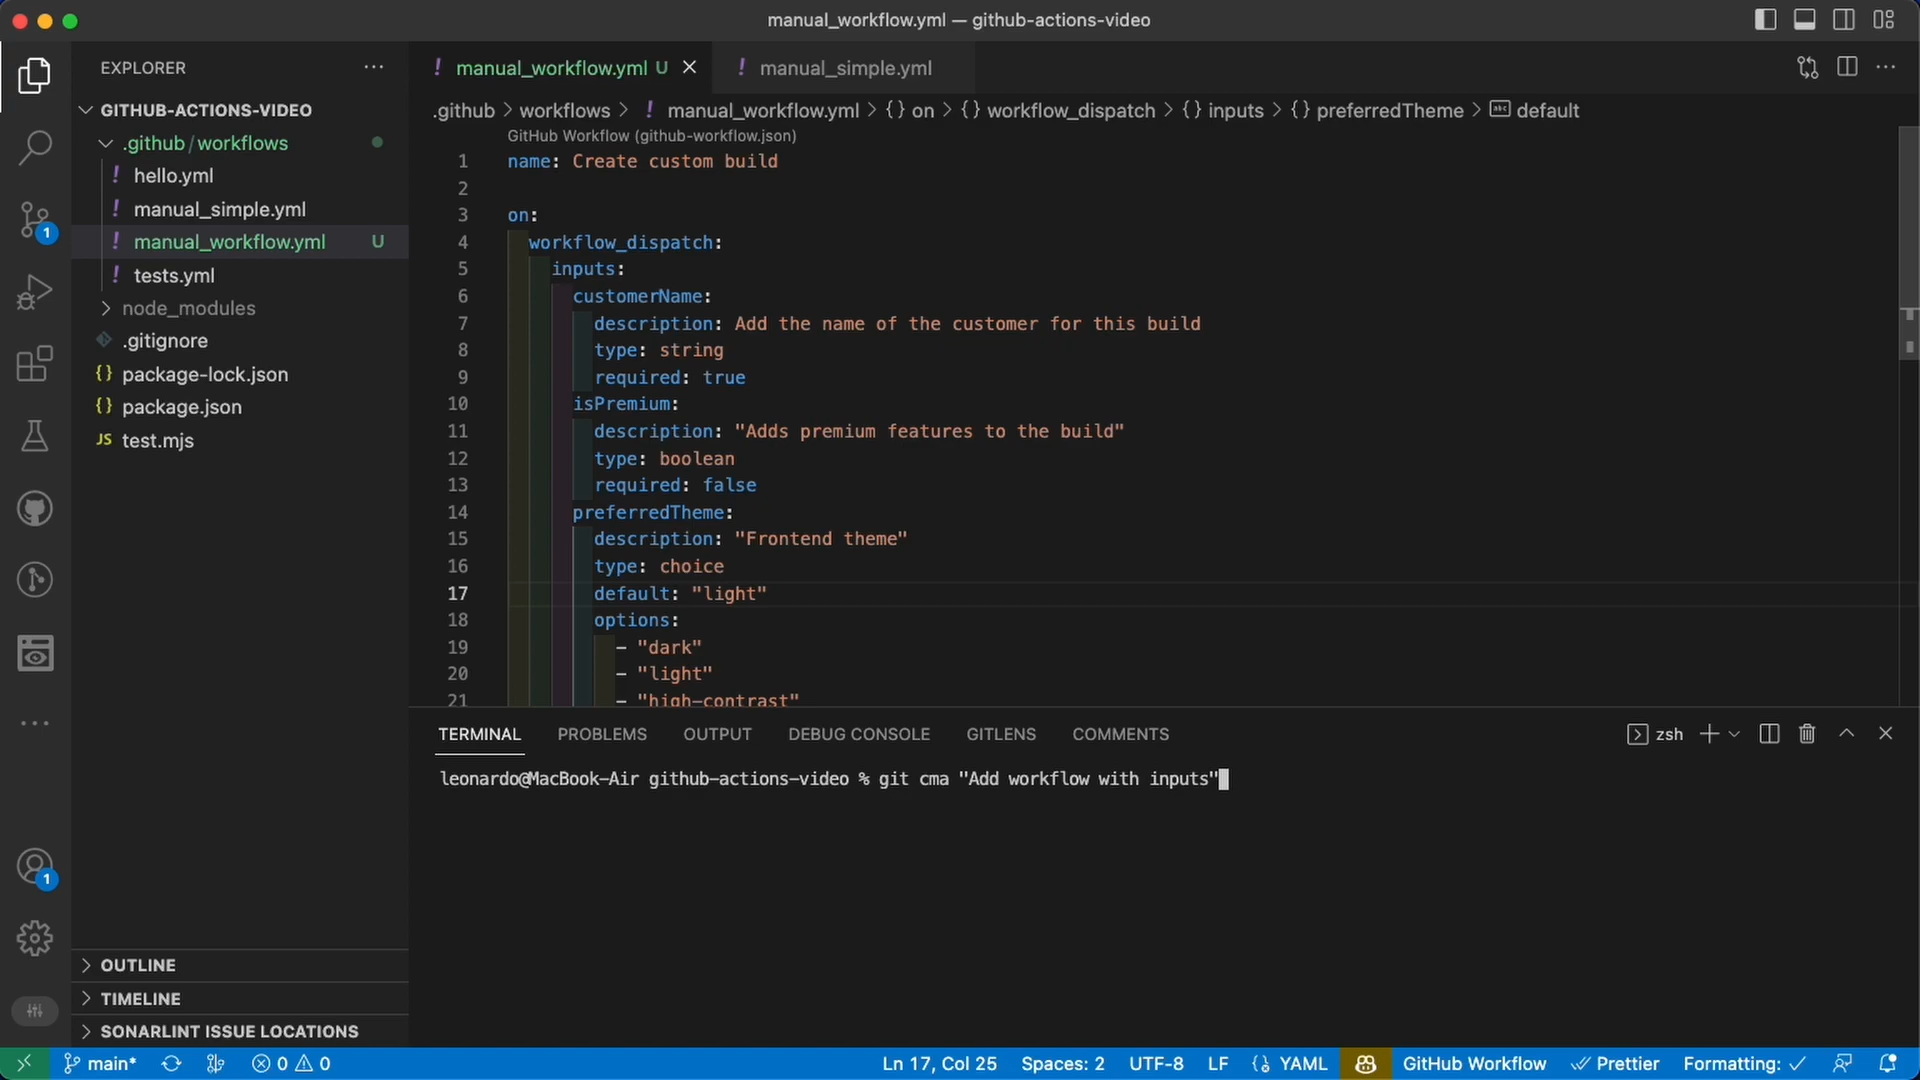 manual_workflow.yml — github-actions-video
EXPLORER
GITHUB-ACTIONS-VIDEO
.github/workflows
! hello.yml
! manual_simple.yml
! manual_workflow.yml U
! tests.yml
node_modules
.gitignore
{} package-lock.json
{} package.json
JS test.mjs
1
1
OUTLINE
TIMELINE
SONARLINT ISSUE LOCATIONS
! manual_workflow.yml U
! manual_simple.yml
.github > workflows > ! manual_workflow.yml > {} on > {} workflow_dispatch > {} inputs > {} preferredTheme > abc default
GitHub Workflow (github-workflow.json)
1 name: Create custom build
2
3 on:
4 workflow_dispatch:
5 inputs:
6 customerName:
7 description: Add the name of the customer for this build
8 type: string
9 required: true
10 isPremium:
11 description: "Adds premium features to the build"
12 type: boolean
13 required: false
14 preferredTheme:
15 description: "Frontend theme"
16 type: choice
17 default: "light"
18 options:
19 - "dark"
20 - "light"
21 - "high-contrast"
TERMINAL PROBLEMS OUTPUT DEBUG CONSOLE GITLENS COMMENTS
zsh
leonardo@MacBook-Air github-actions-video % git cma "Add workflow with inputs"
main* 0 0 Ln 17, Col 25 Spaces: 2 UTF-8 LF {} YAML GitHub Workflow Prettier Formatting: ✓